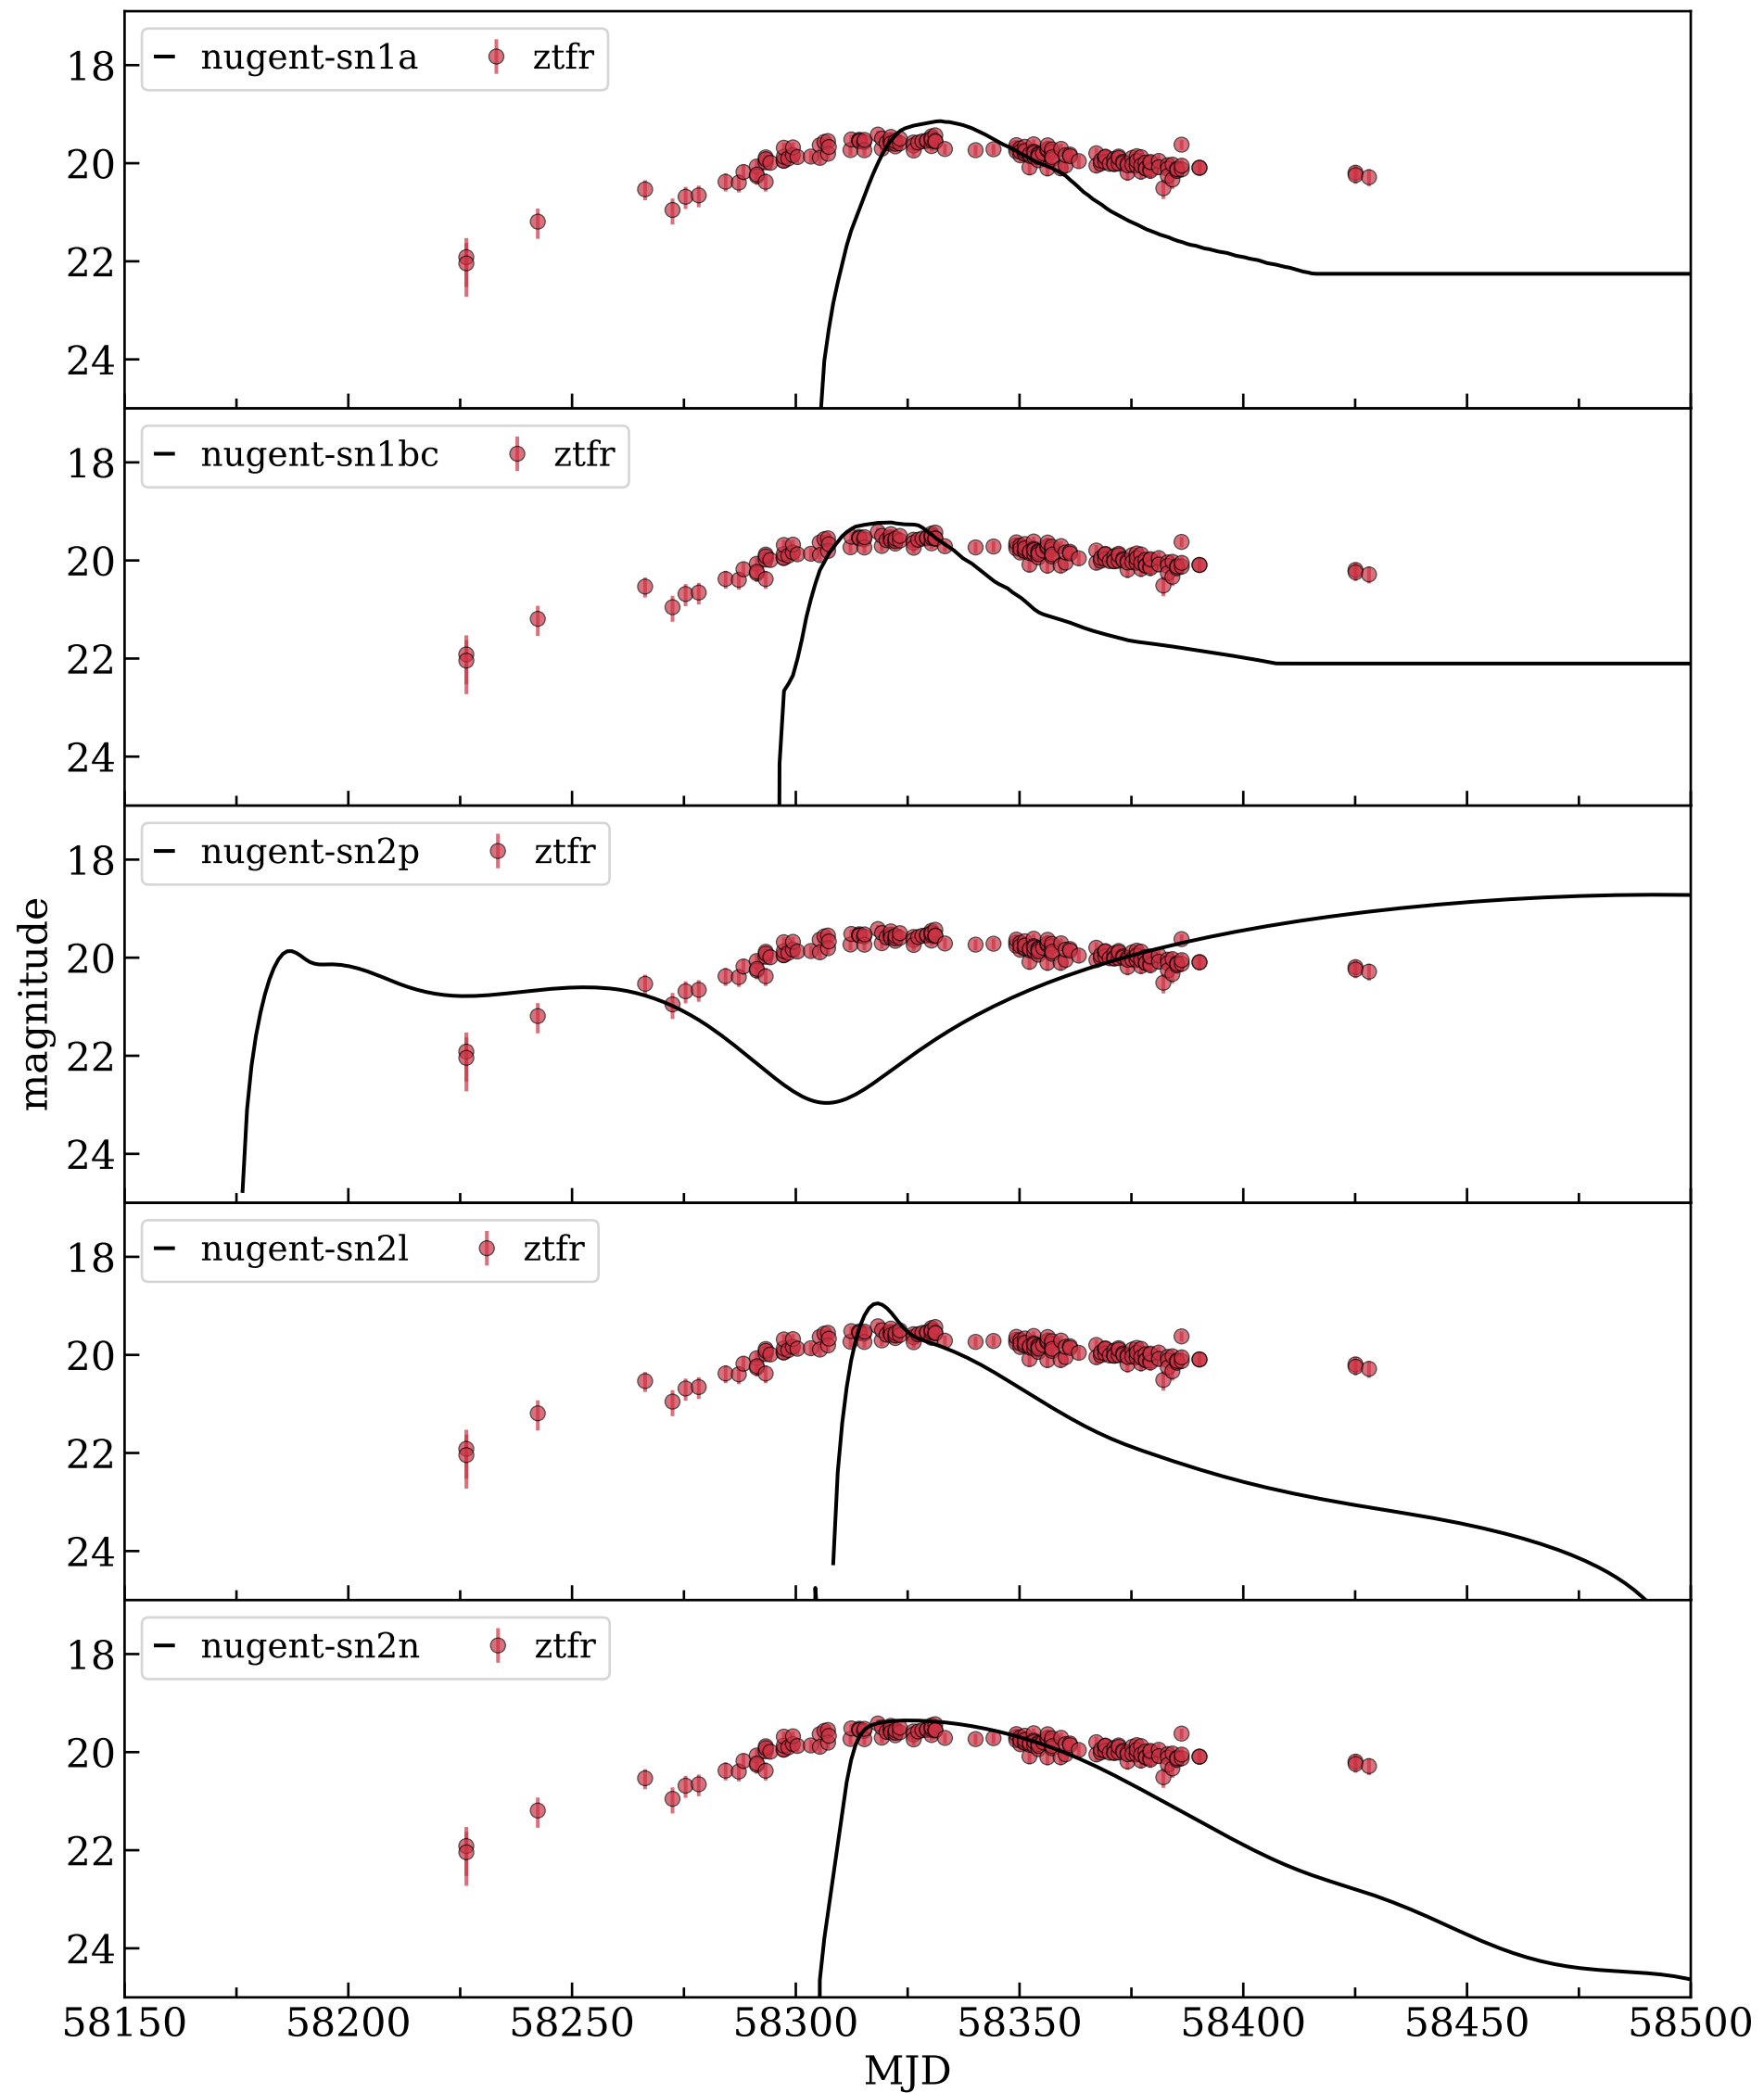 nugent-sn1a ztfr
18
20
22
24
nugent-sn1bc ztfr
18
20
22
24
nugent-sn2p ztfr
18
20
22
24
magnitude
nugent-sn2l ztfr
18
20
22
24
nugent-sn2n ztfr
18
20
22
24
58150 58200 58250 58300 58350 58400 58450 58500
MJD